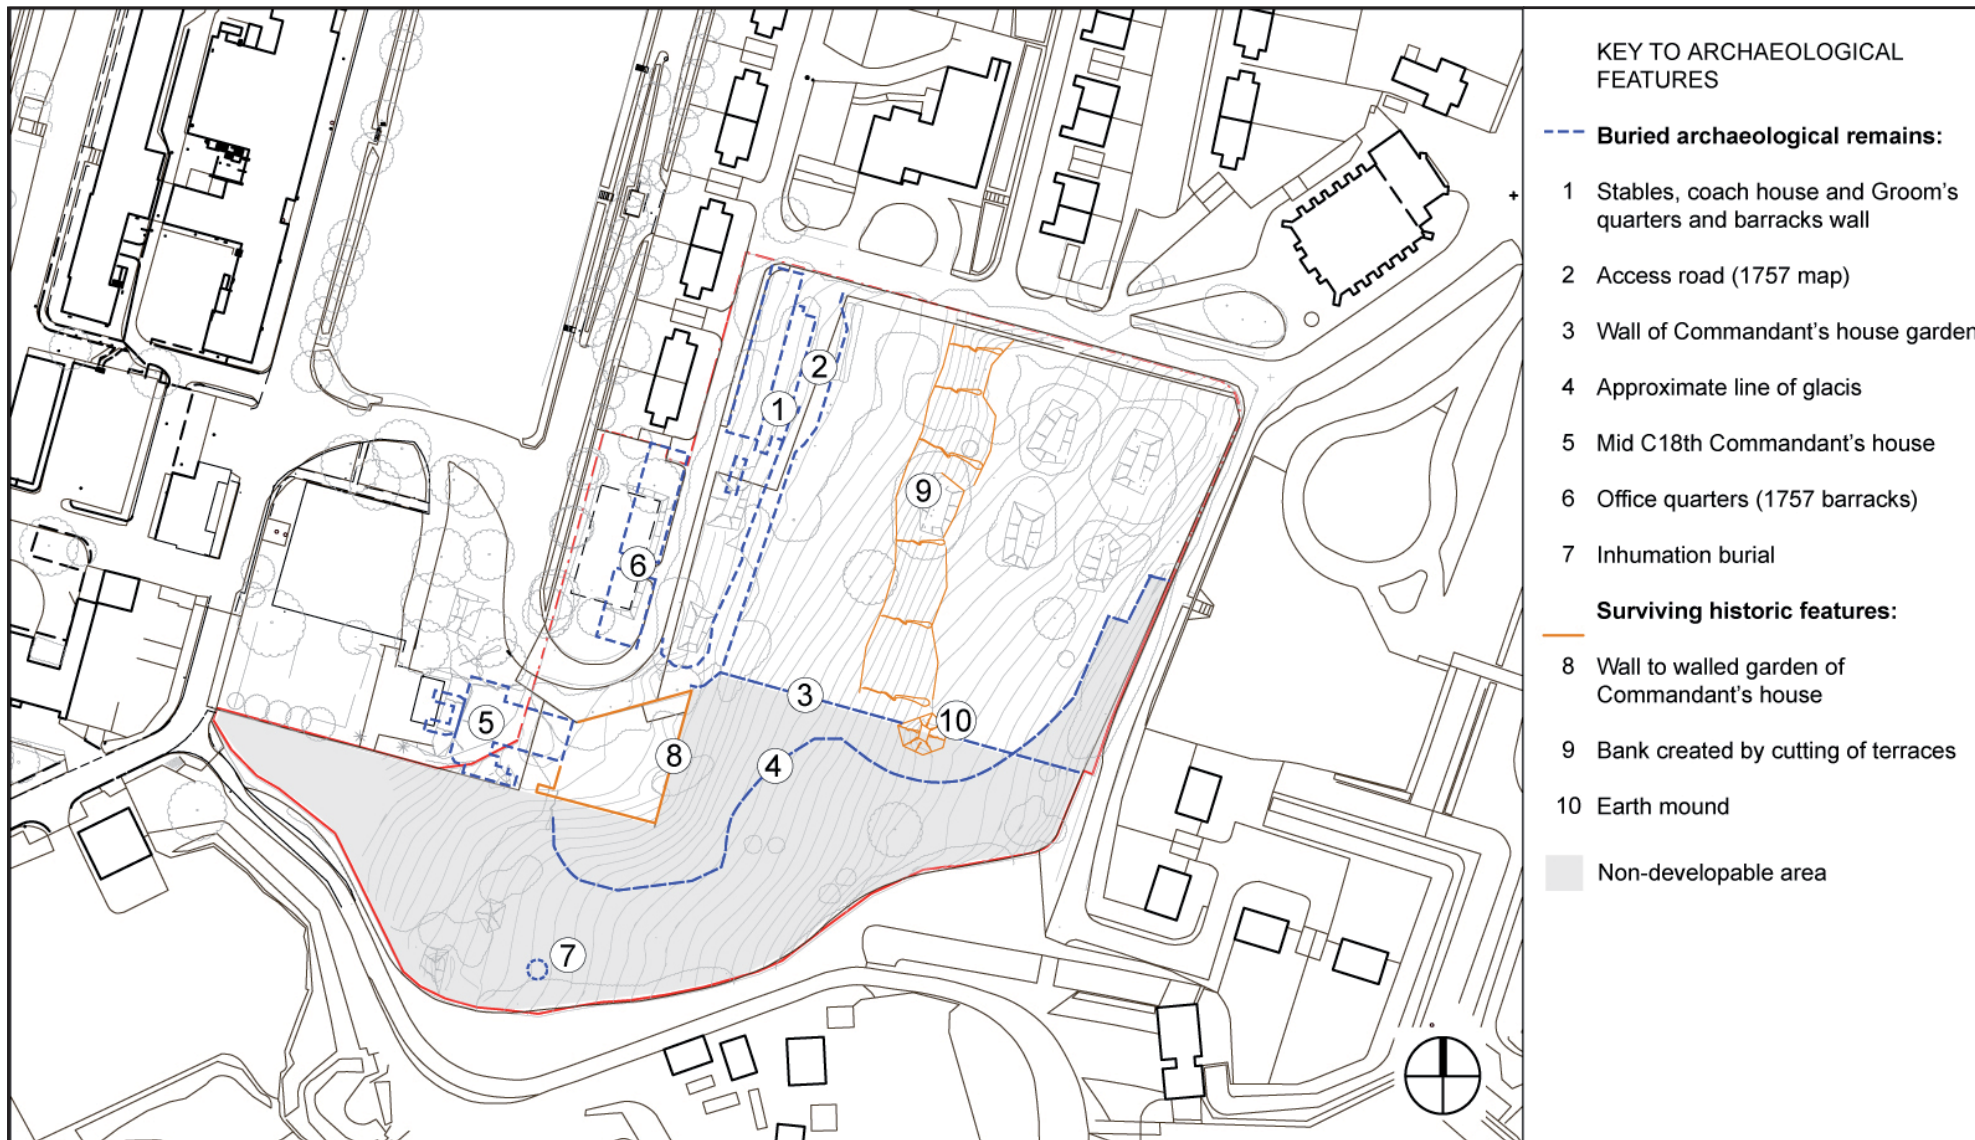 KEY TO ARCHAEOLOGICAL
FEATURES
Buried archaeological remains:
1 Stables, coach house and Groom's
quarters and barracks wall
2 Access road (1757 map)
3 Wall of Commandant's house garden
4 Approximate line of glacis
5 Mid C18th Commandant's house
6 Office quarters (1757 barracks)
7 Inhumation burial
Surviving historic features:
8 Wall to walled garden of
Commandant's house
9 Bank created by cutting of terraces
10 Earth mound
Non-developable area
2
1
9
6
3
10
5
8
4
7